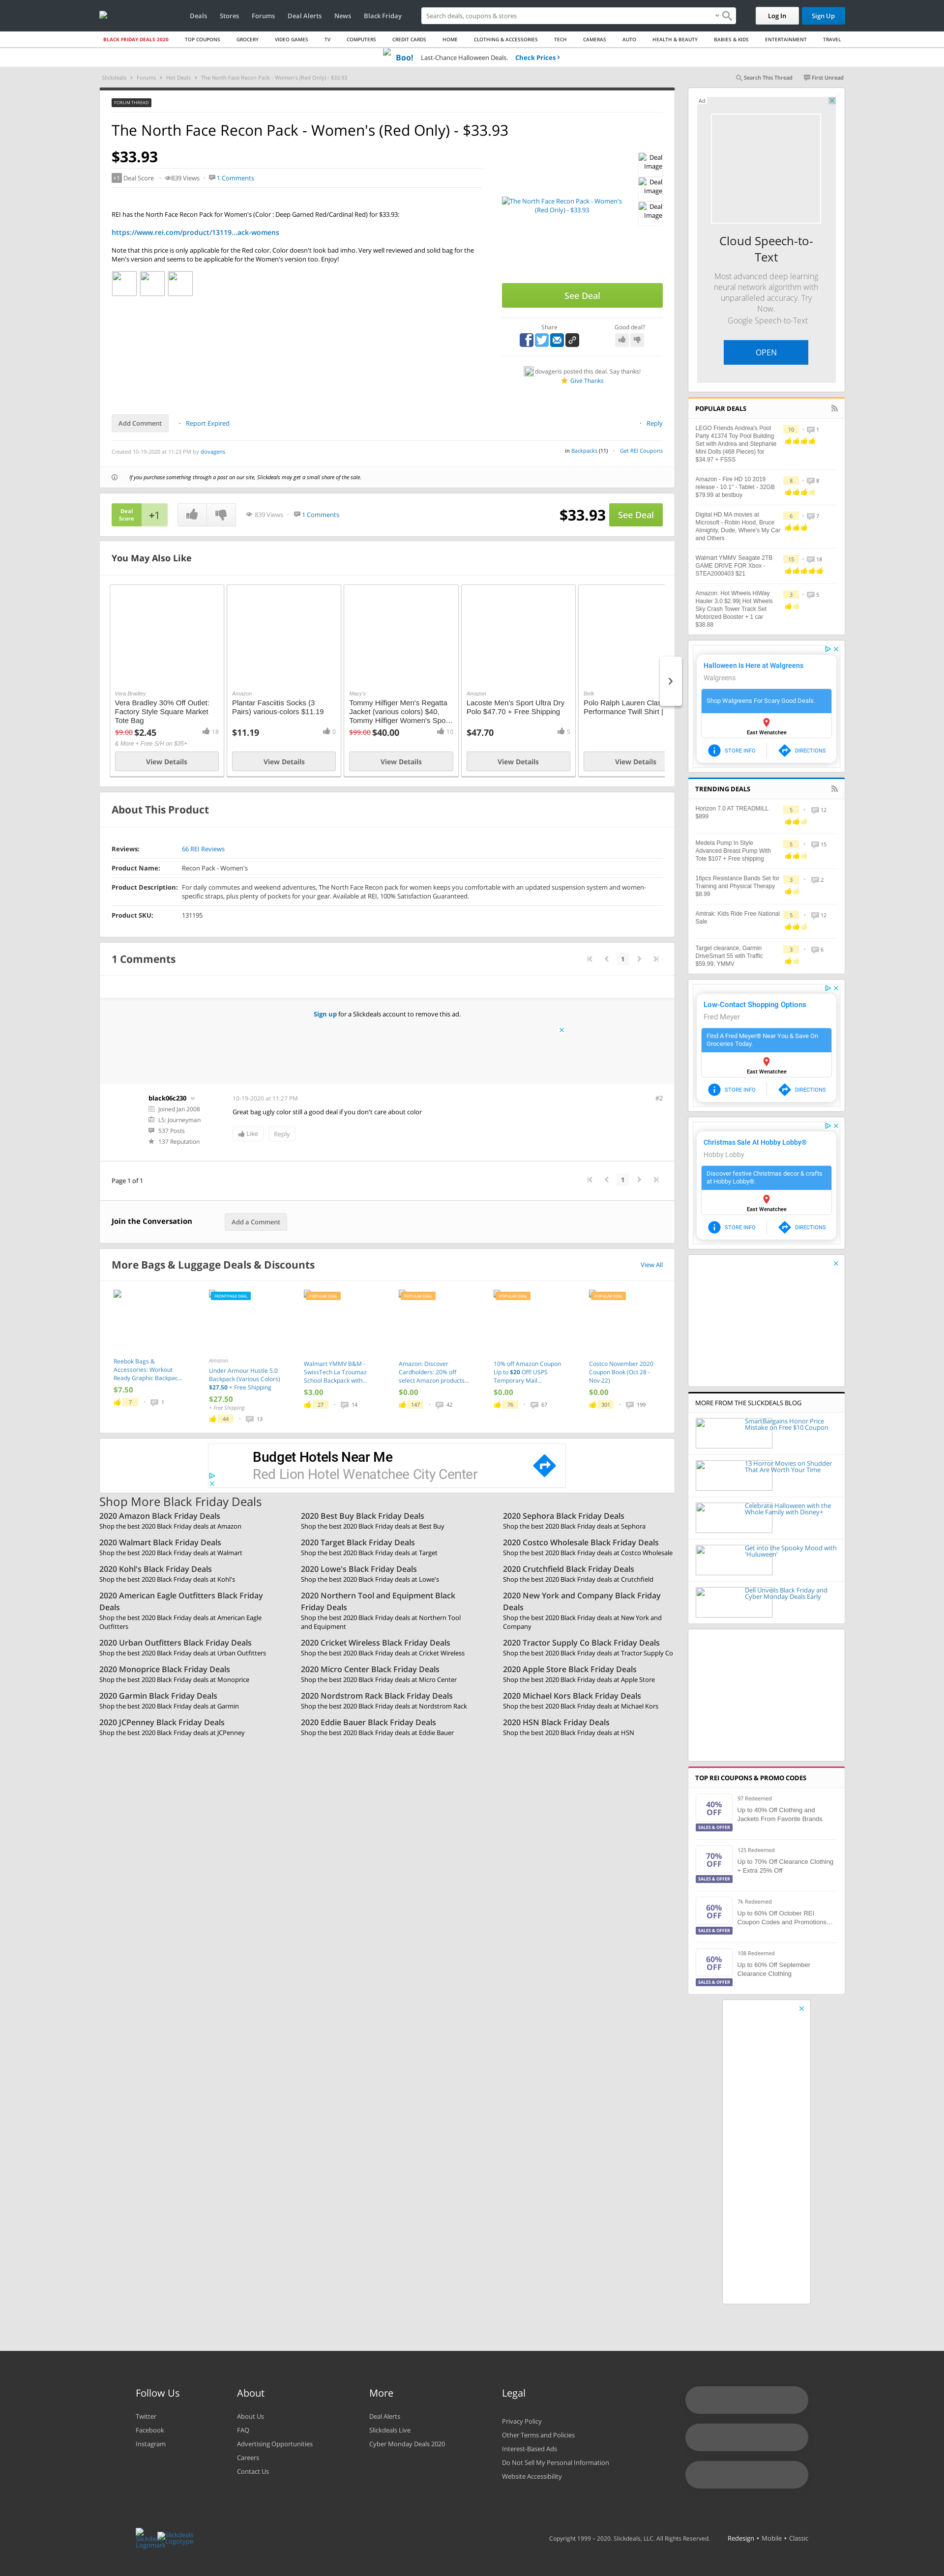 Deals Stores Forums Deal Alerts News Black Friday
Search deals, coupons & stores
Log In Sign Up
BLACK FRIDAY DEALS 2020 TOP COUPONS GROCERY VIDEO GAMES TV COMPUTERS CREDIT CARDS HOME CLOTHING & ACCESSORIES TECH CAMERAS AUTO HEALTH & BEAUTY BABIES & KIDS ENTERTAINMENT TRAVEL
Boo! Last-Chance Halloween Deals. Check Prices
Slickdeals Forums Hot Deals The North Face Recon Pack - Women's (Red Only) - $33.93
Search This Thread First Unread
FORUM THREAD
The North Face Recon Pack - Women's (Red Only) - $33.93
$33.93
+1 Deal Score 839 Views 1 Comments
REI has the North Face Recon Pack for Women's (Color : Deep Garned Red/Cardinal Red) for $33.93:
https://www.rei.com/product/13119...ack-womens
Note that this price is only applicable for the Red color. Color doesn't look bad imho. Very well reviewed and solid bag for the
Men's version and seems to be applicable for the Women's version too. Enjoy!
The North Face Recon Pack - Women's
(Red Only) - $33.93
Deal
Image
Deal
Image
Deal
Image
See Deal
Share Good deal?
dovageris posted this deal. Say thanks!
Give Thanks
Add Comment Report Expired Reply
Created 10-19-2020 at 11:23 PM by dovageris
in Backpacks (11) Get REI Coupons
If you purchase something through a post on our site, Slickdeals may get a small share of the sale.
Deal
Score
+1
839 Views 1 Comments
$33.93 See Deal
You May Also Like
Vera Bradley
Vera Bradley 30% Off Outlet:
Factory Style Square Market
Tote Bag
$9.00 $2.45 18
& More + Free S/H on $35+
View Details
Amazon
Plantar Fasciitis Socks (3
Pairs) various-colors $11.19
$11.19 0
View Details
Macy's
Tommy Hilfiger Men's Regatta
Jacket (various colors) $40,
Tommy Hilfiger Women's Spo...
$99.00 $40.00 10
View Details
Amazon
Lacoste Men's Sport Ultra Dry
Polo $47.70 + Free Shipping
$47.70 5
View Details
Belk
Polo Ralph Lauren Clas
Performance Twill Shirt |
View Details
About This Product
Reviews: 66 REI Reviews
Product Name: Recon Pack - Women's
Product Description: For daily commutes and weekend adventures, The North Face Recon pack for women keeps you comfortable with an updated suspension system and women-
specific straps, plus plenty of pockets for your gear. Available at REI, 100% Satisfaction Guaranteed.
Product SKU: 131195
1 Comments
1
Sign up for a Slickdeals account to remove this ad.
black06c230
Joined Jan 2008
L5: Journeyman
537 Posts
137 Reputation
10-19-2020 at 11:27 PM #2
Great bag ugly color still a good deal if you don't care about color
Like Reply
Page 1 of 1
1
Join the Conversation Add a Comment
More Bags & Luggage Deals & Discounts View All
Reebok Bags &
Accessories: Workout
Ready Graphic Backpac...
$7.50
7 1
FRONTPAGE DEAL
Amazon
Under Armour Hustle 5.0
Backpack (Various Colors)
$27.50 + Free Shipping
$27.50
+ Free Shipping
44 13
POPULAR DEAL
Walmart YMMV B&M -
SwissTech La Tzoumaz
School Backpack with...
$3.00
27 14
POPULAR DEAL
Amazon: Discover
Cardholders: 20% off
select Amazon products...
$0.00
147 42
POPULAR DEAL
10% off Amazon Coupon
Up to $20 Off! USPS
Temporary Mail...
$0.00
76 67
POPULAR DEAL
Costco November 2020
Coupon Book (Oct 28 -
Nov 22)
$0.00
301 199
Budget Hotels Near Me
Red Lion Hotel Wenatchee City Center
Shop More Black Friday Deals
2020 Amazon Black Friday Deals
Shop the best 2020 Black Friday deals at Amazon
2020 Best Buy Black Friday Deals
Shop the best 2020 Black Friday deals at Best Buy
2020 Sephora Black Friday Deals
Shop the best 2020 Black Friday deals at Sephora
2020 Walmart Black Friday Deals
Shop the best 2020 Black Friday deals at Walmart
2020 Target Black Friday Deals
Shop the best 2020 Black Friday deals at Target
2020 Costco Wholesale Black Friday Deals
Shop the best 2020 Black Friday deals at Costco Wholesale
2020 Kohl's Black Friday Deals
Shop the best 2020 Black Friday deals at Kohl's
2020 Lowe's Black Friday Deals
Shop the best 2020 Black Friday deals at Lowe's
2020 Crutchfield Black Friday Deals
Shop the best 2020 Black Friday deals at Crutchfield
2020 American Eagle Outfitters Black Friday
Deals
Shop the best 2020 Black Friday deals at American Eagle
Outfitters
2020 Northern Tool and Equipment Black
Friday Deals
Shop the best 2020 Black Friday deals at Northern Tool
and Equipment
2020 New York and Company Black Friday
Deals
Shop the best 2020 Black Friday deals at New York and
Company
2020 Urban Outfitters Black Friday Deals
Shop the best 2020 Black Friday deals at Urban Outfitters
2020 Cricket Wireless Black Friday Deals
Shop the best 2020 Black Friday deals at Cricket Wireless
2020 Tractor Supply Co Black Friday Deals
Shop the best 2020 Black Friday deals at Tractor Supply Co
2020 Monoprice Black Friday Deals
Shop the best 2020 Black Friday deals at Monoprice
2020 Micro Center Black Friday Deals
Shop the best 2020 Black Friday deals at Micro Center
2020 Apple Store Black Friday Deals
Shop the best 2020 Black Friday deals at Apple Store
2020 Garmin Black Friday Deals
Shop the best 2020 Black Friday deals at Garmin
2020 Nordstrom Rack Black Friday Deals
Shop the best 2020 Black Friday deals at Nordstrom Rack
2020 Michael Kors Black Friday Deals
Shop the best 2020 Black Friday deals at Michael Kors
2020 JCPenney Black Friday Deals
Shop the best 2020 Black Friday deals at JCPenney
2020 Eddie Bauer Black Friday Deals
Shop the best 2020 Black Friday deals at Eddie Bauer
2020 HSN Black Friday Deals
Shop the best 2020 Black Friday deals at HSN
Ad
Cloud Speech-to-
Text
Most advanced deep learning
neural network algorithm with
unparalleled accuracy. Try
Now.
Google Speech-to-Text
OPEN
POPULAR DEALS
LEGO Friends Andrea's Pool
Party 41374 Toy Pool Building
Set with Andrea and Stephanie
Mini Dolls (468 Pieces) for
$34.97 + FSSS
10 1
Amazon - Fire HD 10 2019
release - 10.1" - Tablet - 32GB
$79.99 at bestbuy
8 8
Digital HD MA movies at
Microsoft - Robin Hood, Bruce
Almighty, Dude, Where's My Car
and Others
6 7
Walmart YMMV Seagate 2TB
GAME DRIVE FOR Xbox -
STEA2000403 $21
15 18
Amazon: Hot Wheels HiWay
Hauler 3.0 $2.99| Hot Wheels
Sky Crash Tower Track Set
Motorized Booster + 1 car
$38.88
3 5
Halloween Is Here at Walgreens
Walgreens
Shop Walgreens For Scary Good Deals.
East Wenatchee
STORE INFO DIRECTIONS
TRENDING DEALS
Horizon 7.0 AT TREADMILL
$899
5 12
Medela Pump In Style
Advanced Breast Pump With
Tote $107 + Free shipping
5 15
16pcs Resistance Bands Set for
Training and Physical Therapy
$8.99
3 2
Amtrak: Kids Ride Free National
Sale
5 12
Target clearance, Garmin
DriveSmart 55 with Traffic
$59.99, YMMV
3 6
Low-Contact Shopping Options
Fred Meyer
Find A Fred Meyer® Near You & Save On
Groceries Today.
East Wenatchee
STORE INFO DIRECTIONS
Christmas Sale At Hobby Lobby®
Hobby Lobby
Discover festive Christmas decor & crafts
at Hobby Lobby®.
East Wenatchee
STORE INFO DIRECTIONS
MORE FROM THE SLICKDEALS BLOG
SmartBargains Honor Price
Mistake on Free $10 Coupon
13 Horror Movies on Shudder
That Are Worth Your Time
Celebrate Halloween with the
Whole Family with Disney+
Get into the Spooky Mood with
'Huluween'
Dell Unveils Black Friday and
Cyber Monday Deals Early
TOP REI COUPONS & PROMO CODES
40%
OFF
SALES & OFFER
97 Redeemed
Up to 40% Off Clothing and
Jackets From Favorite Brands
70%
OFF
SALES & OFFER
125 Redeemed
Up to 70% Off Clearance Clothing
+ Extra 25% Off
60%
OFF
SALES & OFFER
7k Redeemed
Up to 60% Off October REI
Coupon Codes and Promotions...
60%
OFF
SALES & OFFER
108 Redeemed
Up to 60% Off September
Clearance Clothing
Follow Us
Twitter
Facebook
Instagram
About
About Us
FAQ
Advertising Opportunities
Careers
Contact Us
More
Deal Alerts
Slickdeals Live
Cyber Monday Deals 2020
Legal
Privacy Policy
Other Terms and Policies
Interest-Based Ads
Do Not Sell My Personal Information
Website Accessibility
Slickdeals
Logomark
Slickdeals
Logotype
Copyright 1999 – 2020. Slickdeals, LLC. All Rights Reserved. Redesign • Mobile • Classic